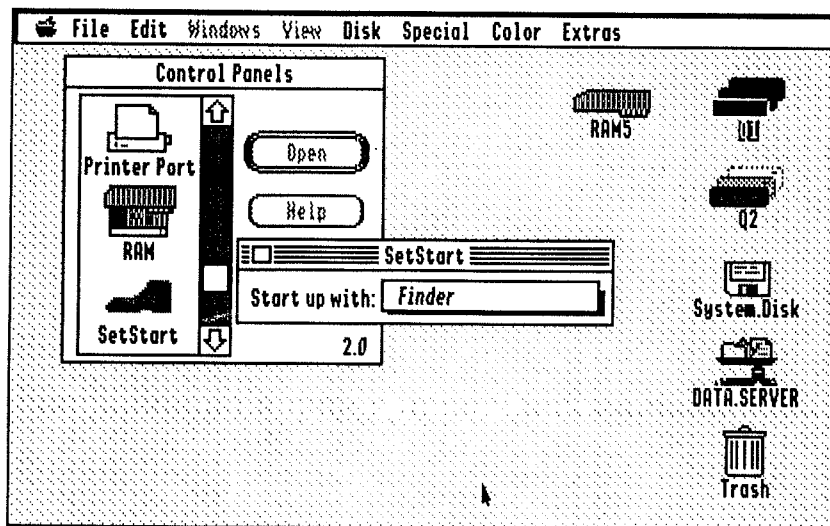 File Edit Windows View Disk Special Color Extras
Control Panels
Printer Port
RAM
SetStart
Open
Help
2.0
SetStart
Start up with: Finder
RAM5
Q2
System.Disk
DATA.SERVER
Trash